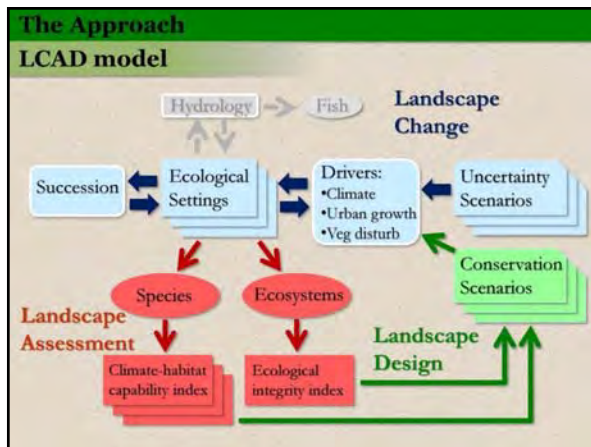 The Approach
LCAD model
Hydrology
Fish
Landscape
Change
Succession
Ecological
Settings
Drivers:
•Climate
•Urban growth
•Veg disturb
Uncertainty
Scenarios
Conservation
Scenarios
Species
Ecosystems
Landscape
Assessment
Landscape
Design
Climate-habitat
capability index
Ecological
integrity index